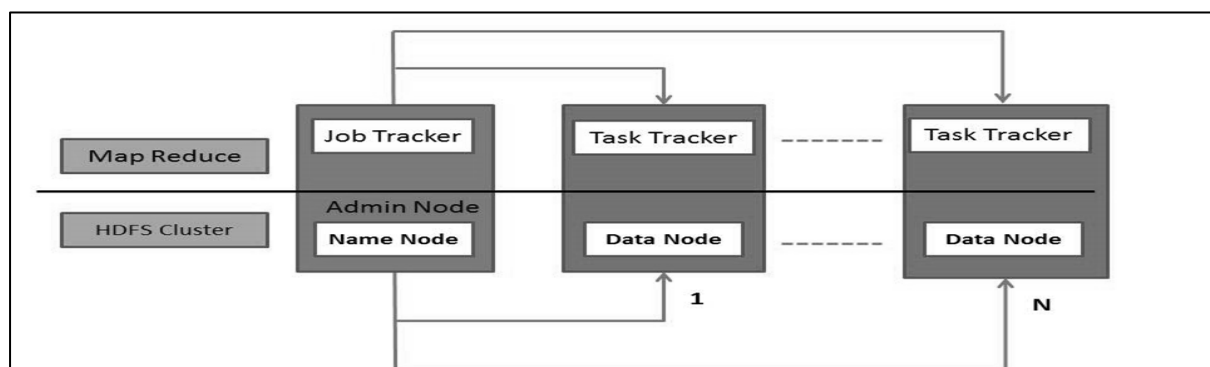 Job Tracker
Task Tracker
Task Tracker
Map Reduce
Admin Node
HDFS Cluster
Name Node
Data Node
Data Node
1
N